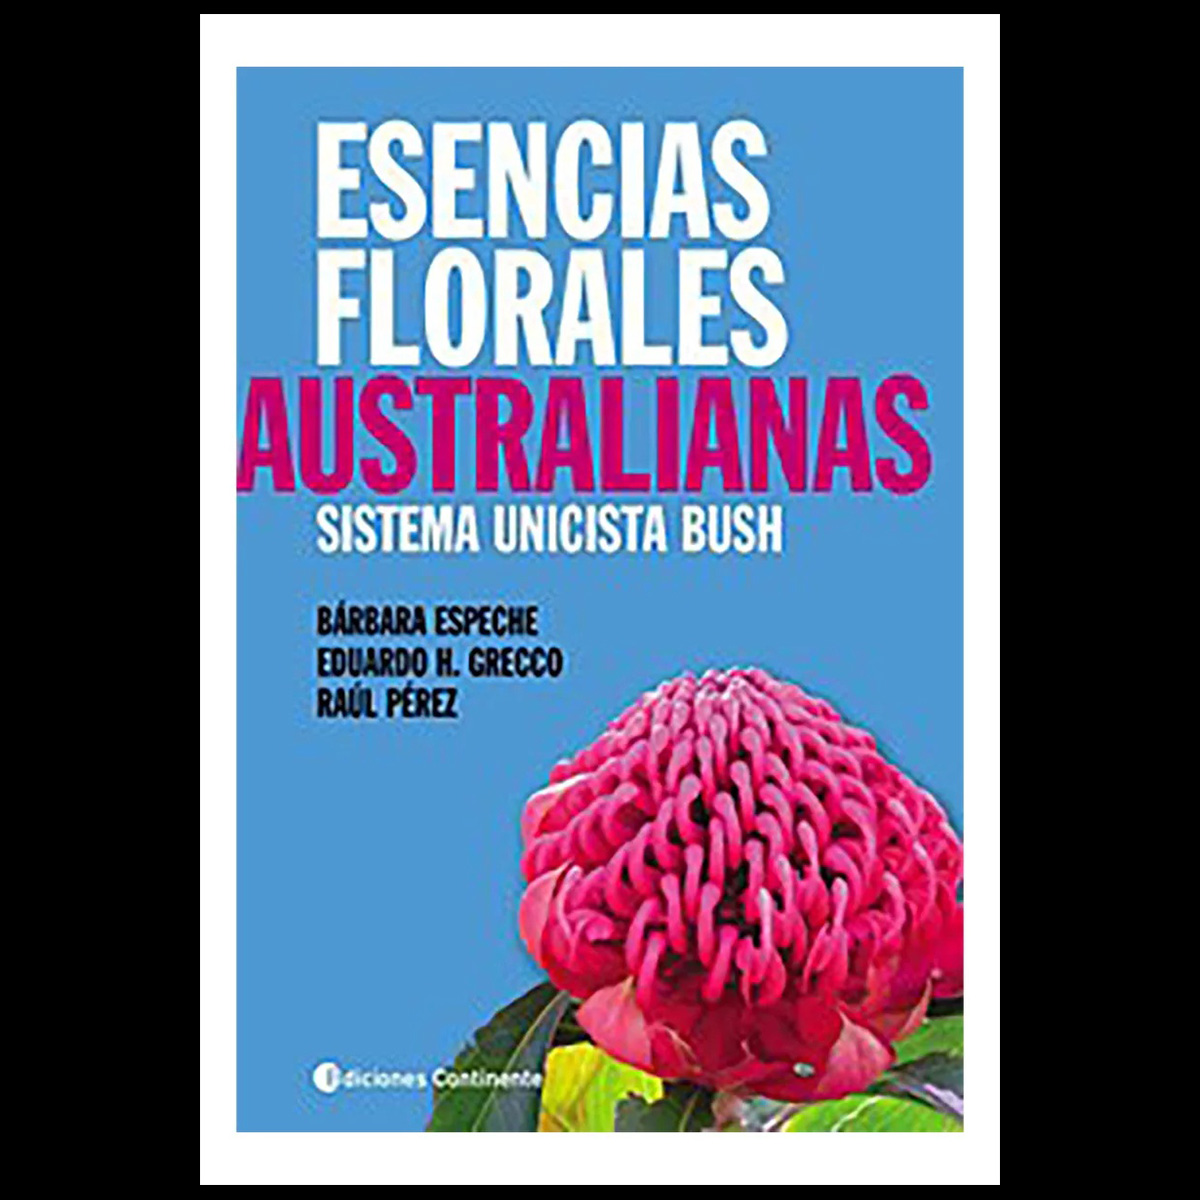 ESENCIAS
FLORALES
AUSTRALIANAS
SISTEMA UNICISTA BUSH
BÁRBARA ESPECHE
EDUARDO H. GRECCO
RAÚL PÉREZ
Ediciones Continente